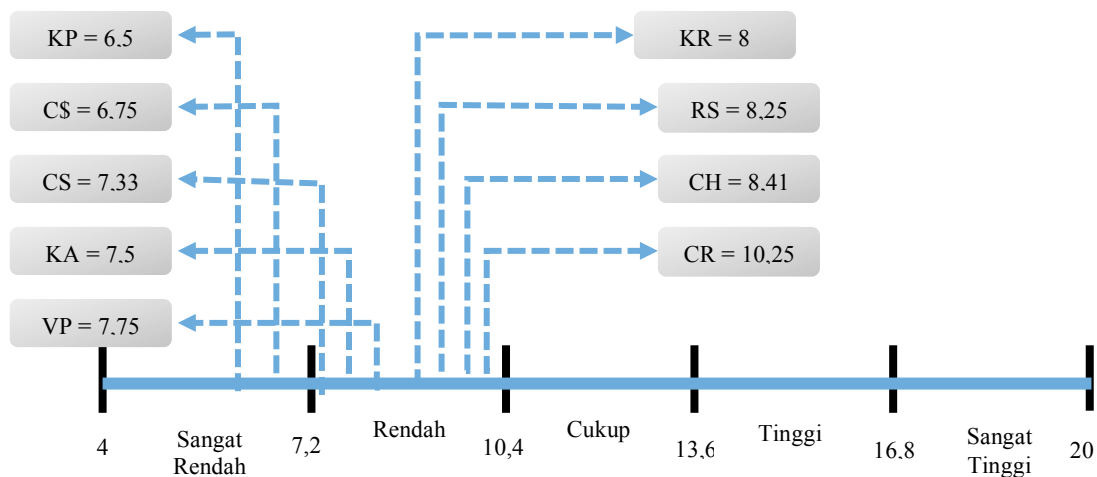 KP = 6,5
C$ = 6,75
CS = 7,33
KA = 7,5
VP = 7,75
KR = 8
RS = 8,25
CH = 8,41
CR = 10,25
4
Sangat
Rendah
7,2
Rendah
10,4
Cukup
13,6
Tinggi
16,8
Sangat
Tinggi
20